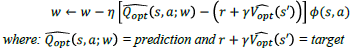 w ← w − η [Q̂_opt(s,a;w) − (r + γV̂_opt(s′))] ϕ(s,a)
where: Q̂_opt(s,a;w) = prediction and r + γV̂_opt(s′) = target